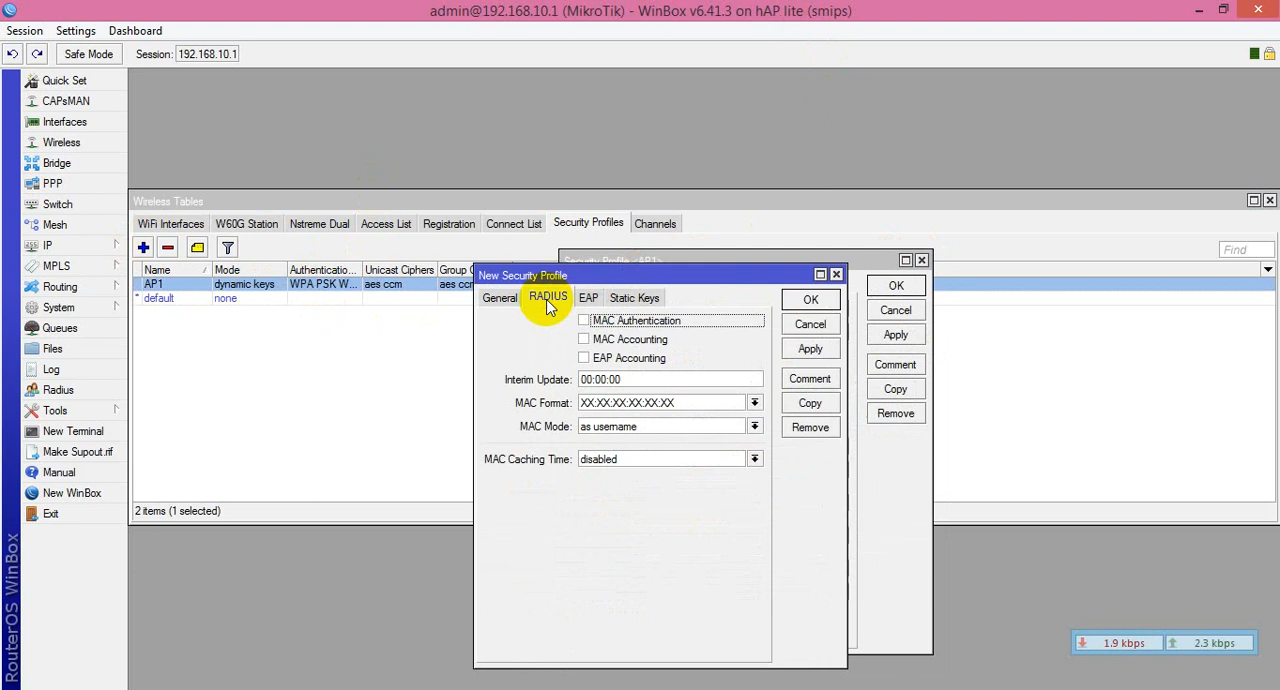 admin@192.168.10.1 (MikroTik) - WinBox v6.41.3 on hAP lite (smips)
Session Settings Dashboard
Safe Mode Session: 192.168.10.1
Quick Set
CAPsMAN
Interfaces
Wireless
Bridge
PPP
Switch
Mesh
IP
MPLS
Routing
System
Queues
Files
Log
Radius
Tools
New Terminal
Make Supout.rif
Manual
New WinBox
Exit
RouterOS WinBox
Wireless Tables
WiFi Interfaces W60G Station Nstreme Dual Access List Registration Connect List Security Profiles Channels
Find
Name / Mode Authenticatio... Unicast Ciphers Group C
AP1 dynamic keys WPA PSK W... aes ccm aes ccm
* default none
2 items (1 selected)
Security Profile <AP1>
OK
Cancel
Apply
Comment
Copy
Remove
New Security Profile
General RADIUS EAP Static Keys
MAC Authentication
MAC Accounting
EAP Accounting
Interim Update: 00:00:00
MAC Format: XX:XX:XX:XX:XX:XX
MAC Mode: as username
MAC Caching Time: disabled
OK
Cancel
Apply
Comment
Copy
Remove
1.9 kbps 2.3 kbps